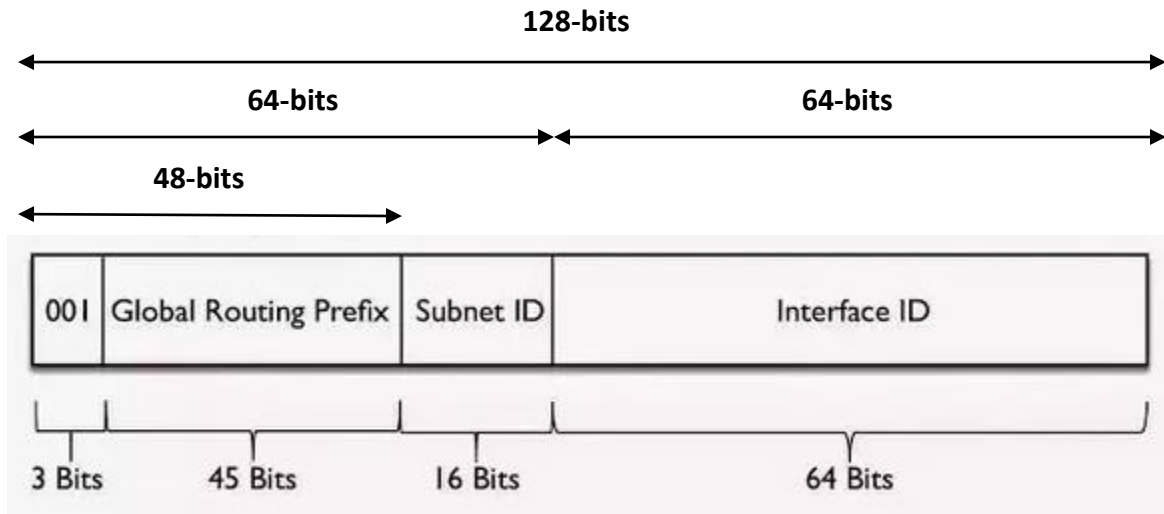 128-bits
64-bits 64-bits
48-bits
001 Global Routing Prefix Subnet ID Interface ID
3 Bits 45 Bits 16 Bits 64 Bits